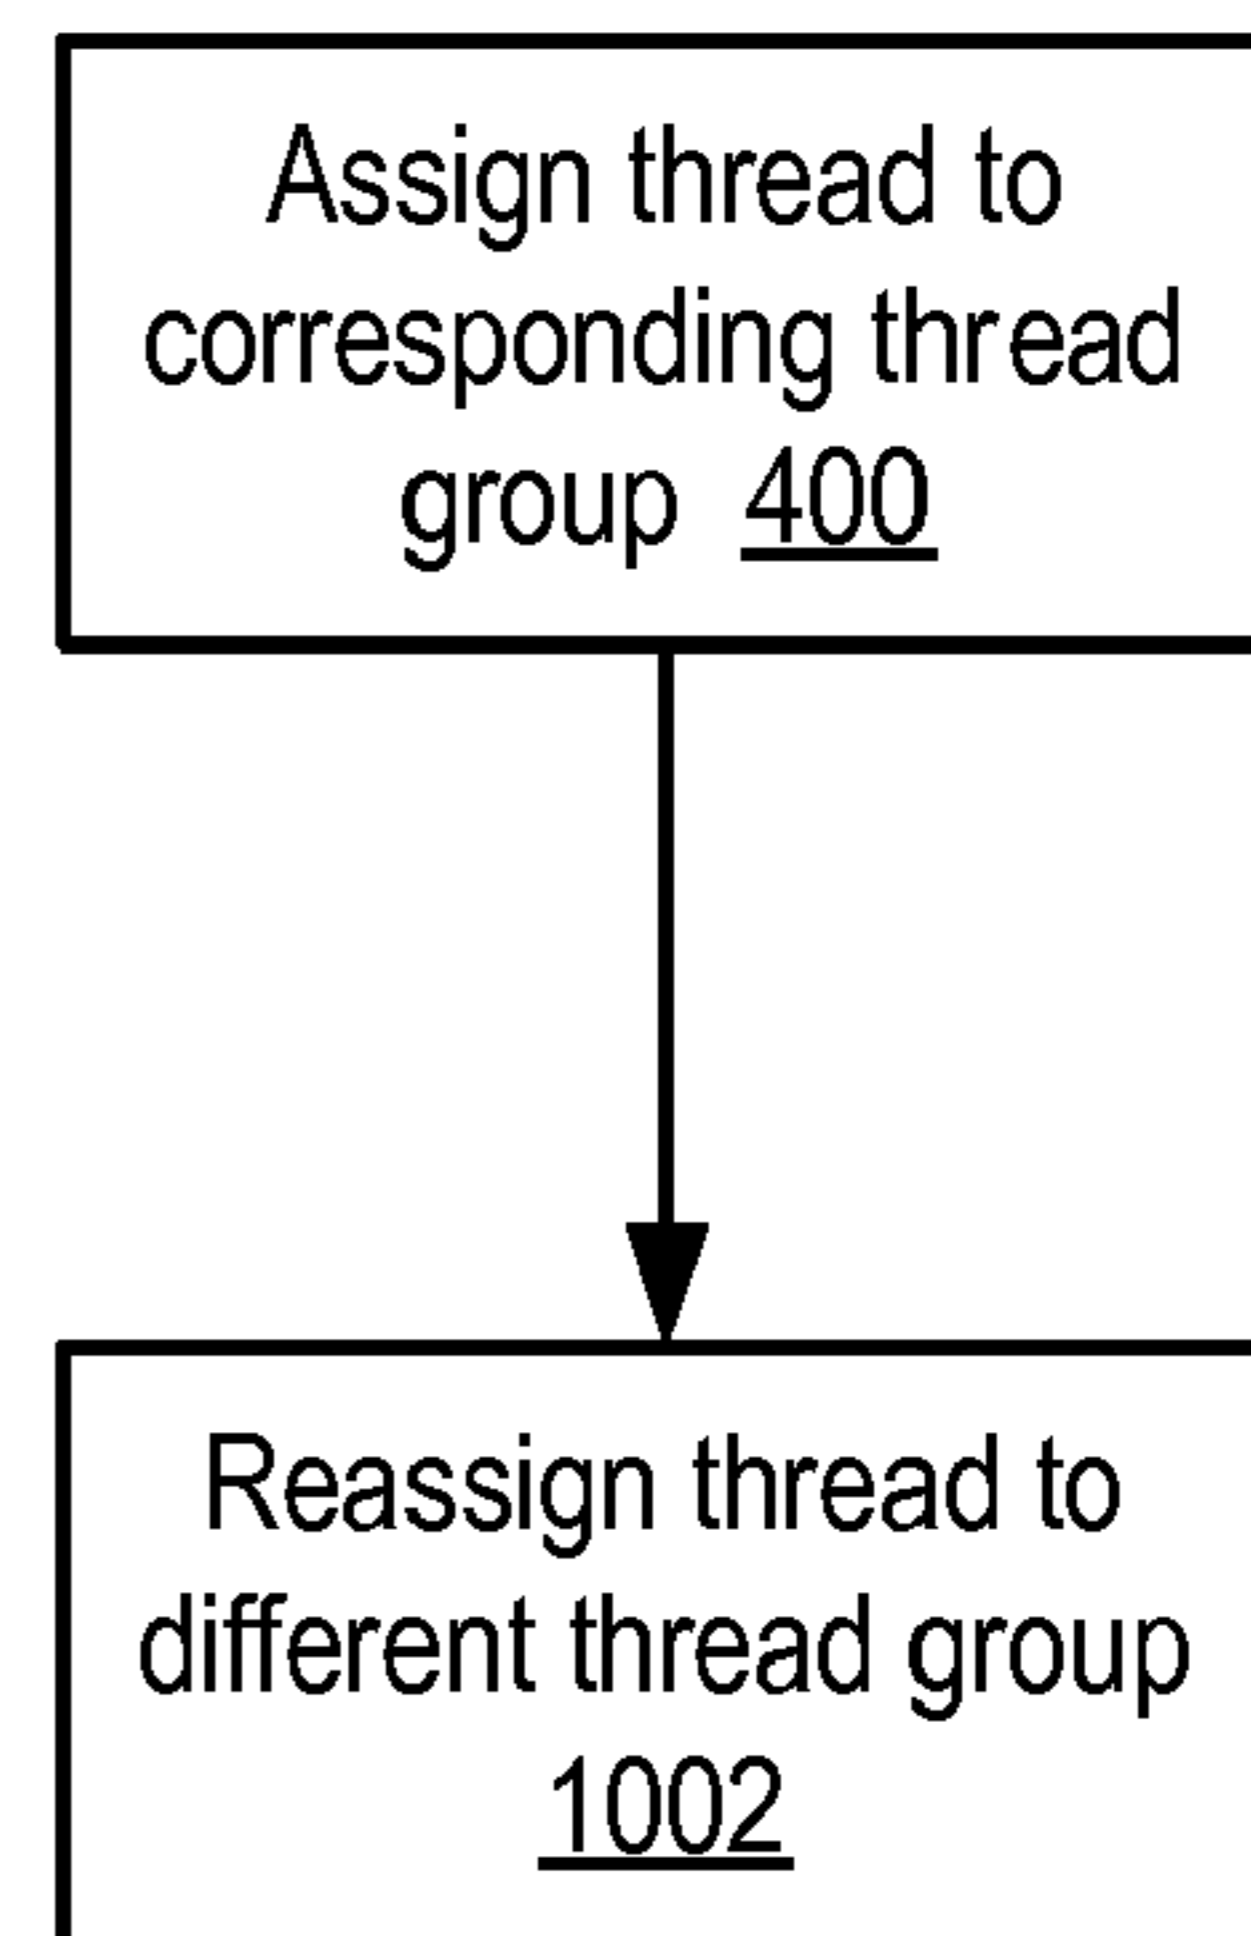 Assign thread to
corresponding thread
group 400
Reassign thread to
different thread group
1002